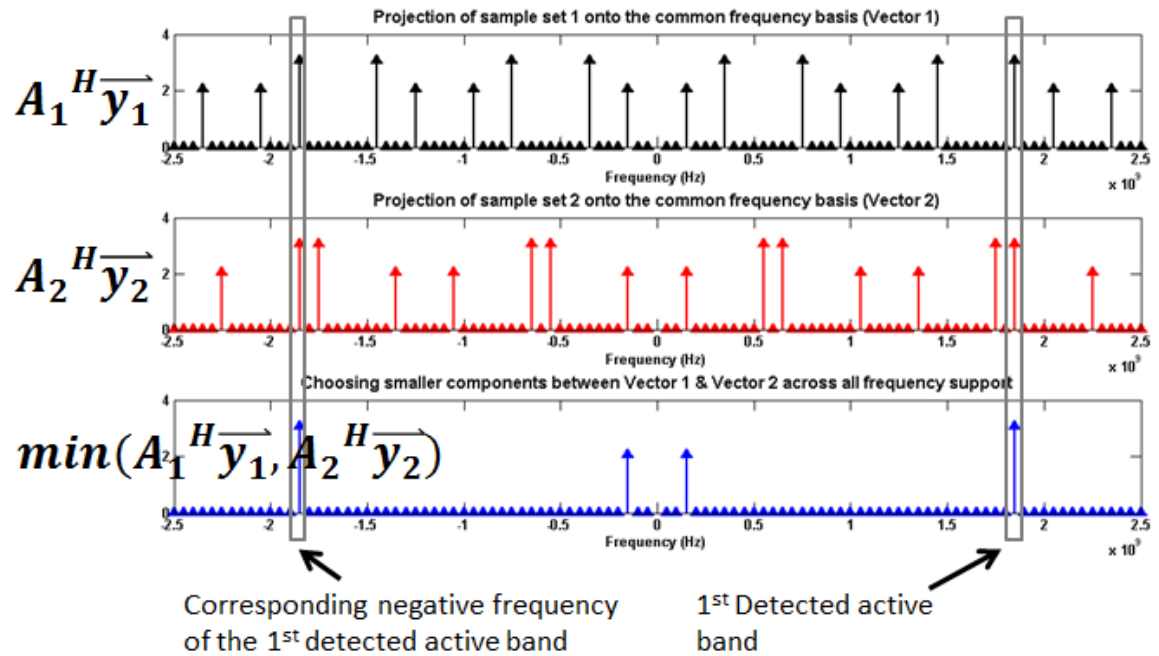 Projection of sample set 1 onto the common frequency basis (Vector 1)
4
2
0
A₁ᴴy₁
-2.5 -2 -1.5 -1 -0.5 0 0.5 1 1.5 2 2.5
Frequency (Hz)
x 10⁹
Projection of sample set 2 onto the common frequency basis (Vector 2)
4
2
0
A₂ᴴy₂
-2.5 -2 -1.5 -1 -0.5 0 0.5 1 1.5 2 2.5
Frequency (Hz)
x 10⁹
Choosing smaller components between Vector 1 & Vector 2 across all frequency support
4
2
0
min(A₁ᴴy₁, A₂ᴴy₂)
-2.5 -2 -1.5 -1 -0.5 0 0.5 1 1.5 2 2.5
Frequency (Hz)
x 10⁹
Corresponding negative frequency
of the 1st detected active band
1st Detected active
band